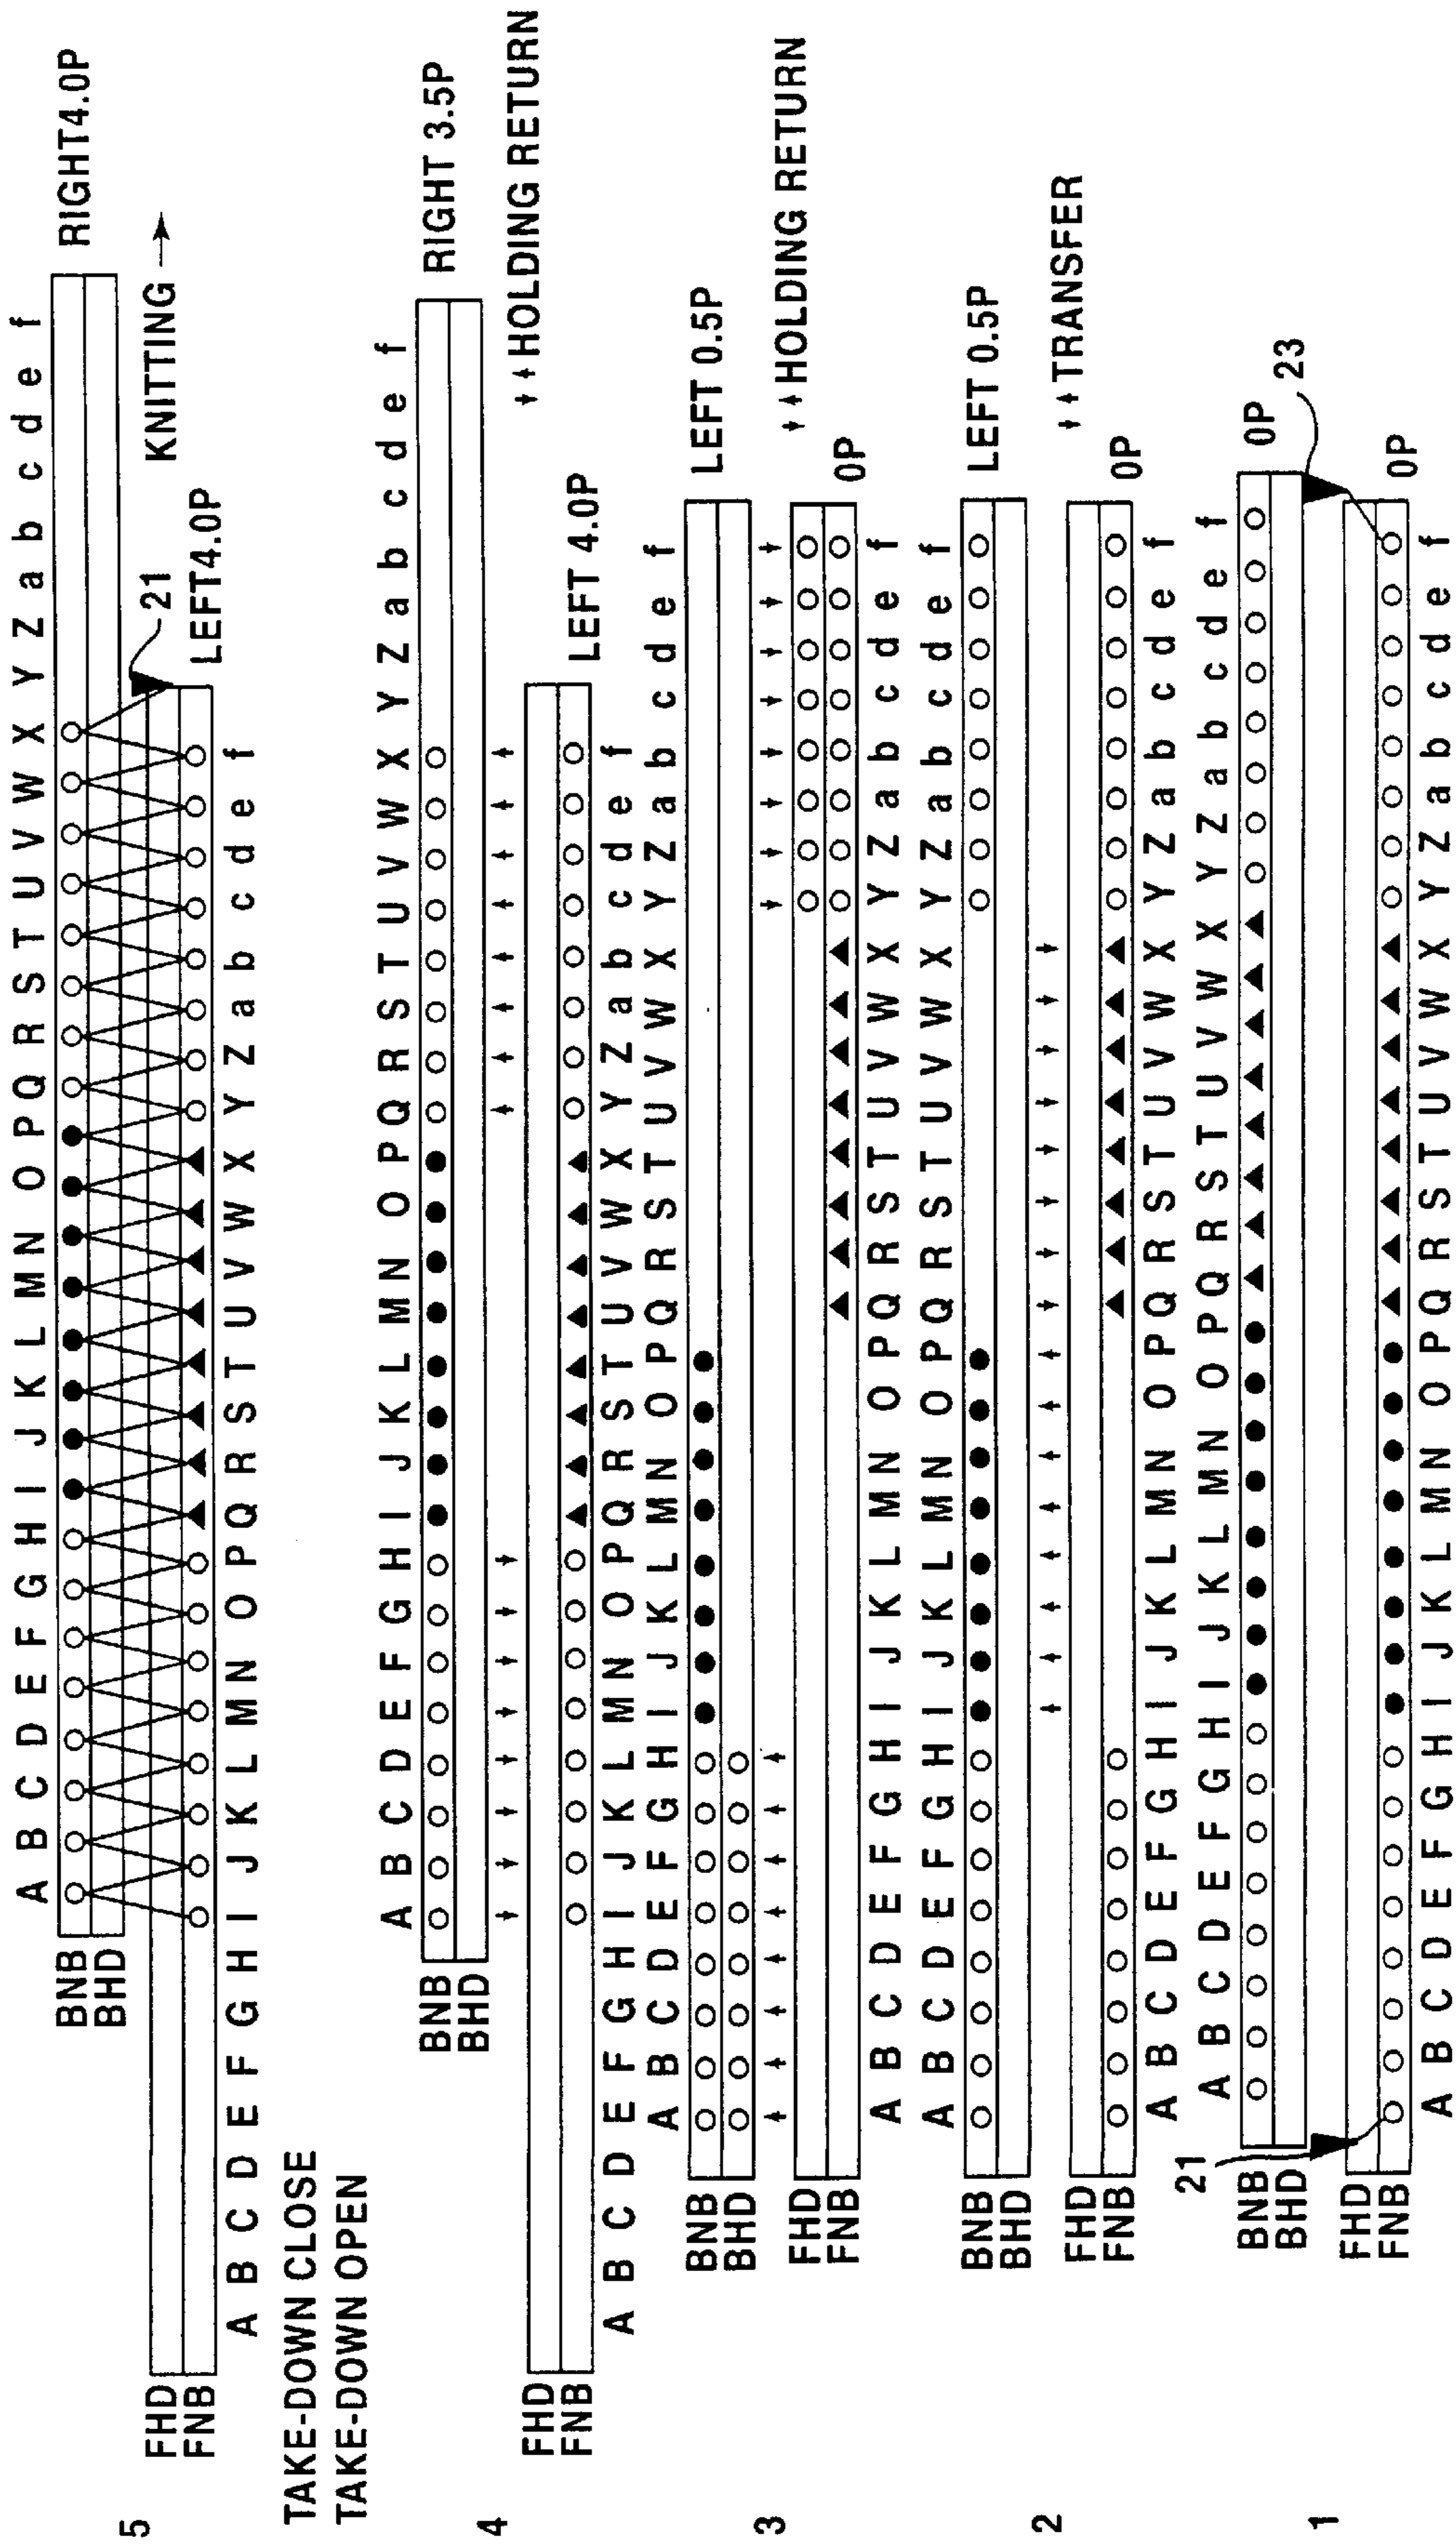 A B C D E F G H I J K L M N O P Q R S T U V W X Y Z a b c d e f
BNB RIGHT4.0P
BHD
5 FHD 21 KNITTING →
FNB LEFT4.0P
A B C D E F G H I J K L M N O P Q R S T U V W X Y Z a b c d e f
TAKE-DOWN CLOSE
TAKE-DOWN OPEN
A B C D E F G H I J K L M N O P Q R S T U V W X Y Z a b c d e f
BNB RIGHT 3.5P
BHD
4 HOLDING RETURN
FHD
FNB LEFT 4.0P
A B C D E F G H I J K L M N O P Q R S T U V W X Y Z a b c d e f
A B C D E F G H I J K L M N O P Q R S T U V W X Y Z a b c d e f
BNB LEFT 0.5P
BHD
3 HOLDING RETURN
FHD
FNB 0P
A B C D E F G H I J K L M N O P Q R S T U V W X Y Z a b c d e f
A B C D E F G H I J K L M N O P Q R S T U V W X Y Z a b c d e f
BNB LEFT 0.5P
BHD
2 TRANSFER
FHD
FNB 0P
A B C D E F G H I J K L M N O P Q R S T U V W X Y Z a b c d e f
21 A B C D E F G H I J K L M N O P Q R S T U V W X Y Z a b c d e f
BNB 0P
BHD 23
1 FHD
FNB 0P
A B C D E F G H I J K L M N O P Q R S T U V W X Y Z a b c d e f